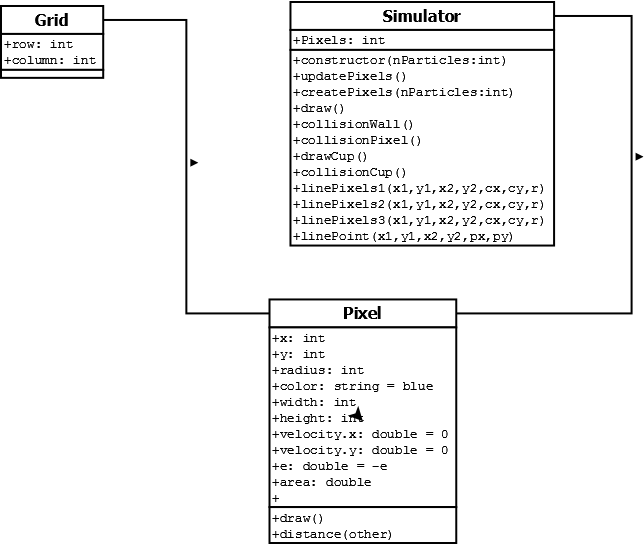 Grid
+row: int
+column: int
Simulator
+Pixels: int
+constructor(nParticles:int)
+updatePixels()
+createPixels(nParticles:int)
+draw()
+collisionWall()
+collisionPixel()
+drawCup()
+collisionCup()
+linePixels1(x1,y1,x2,y2,cx,cy,r)
+linePixels2(x1,y1,x2,y2,cx,cy,r)
+linePixels3(x1,y1,x2,y2,cx,cy,r)
+linePoint(x1,y1,x2,y2,px,py)
Pixel
+x: int
+y: int
+radius: int
+color: string = blue
+width: int
+height: int
+velocity.x: double = 0
+velocity.y: double = 0
+e: double = -e
+area: double
+
+draw()
+distance(other)